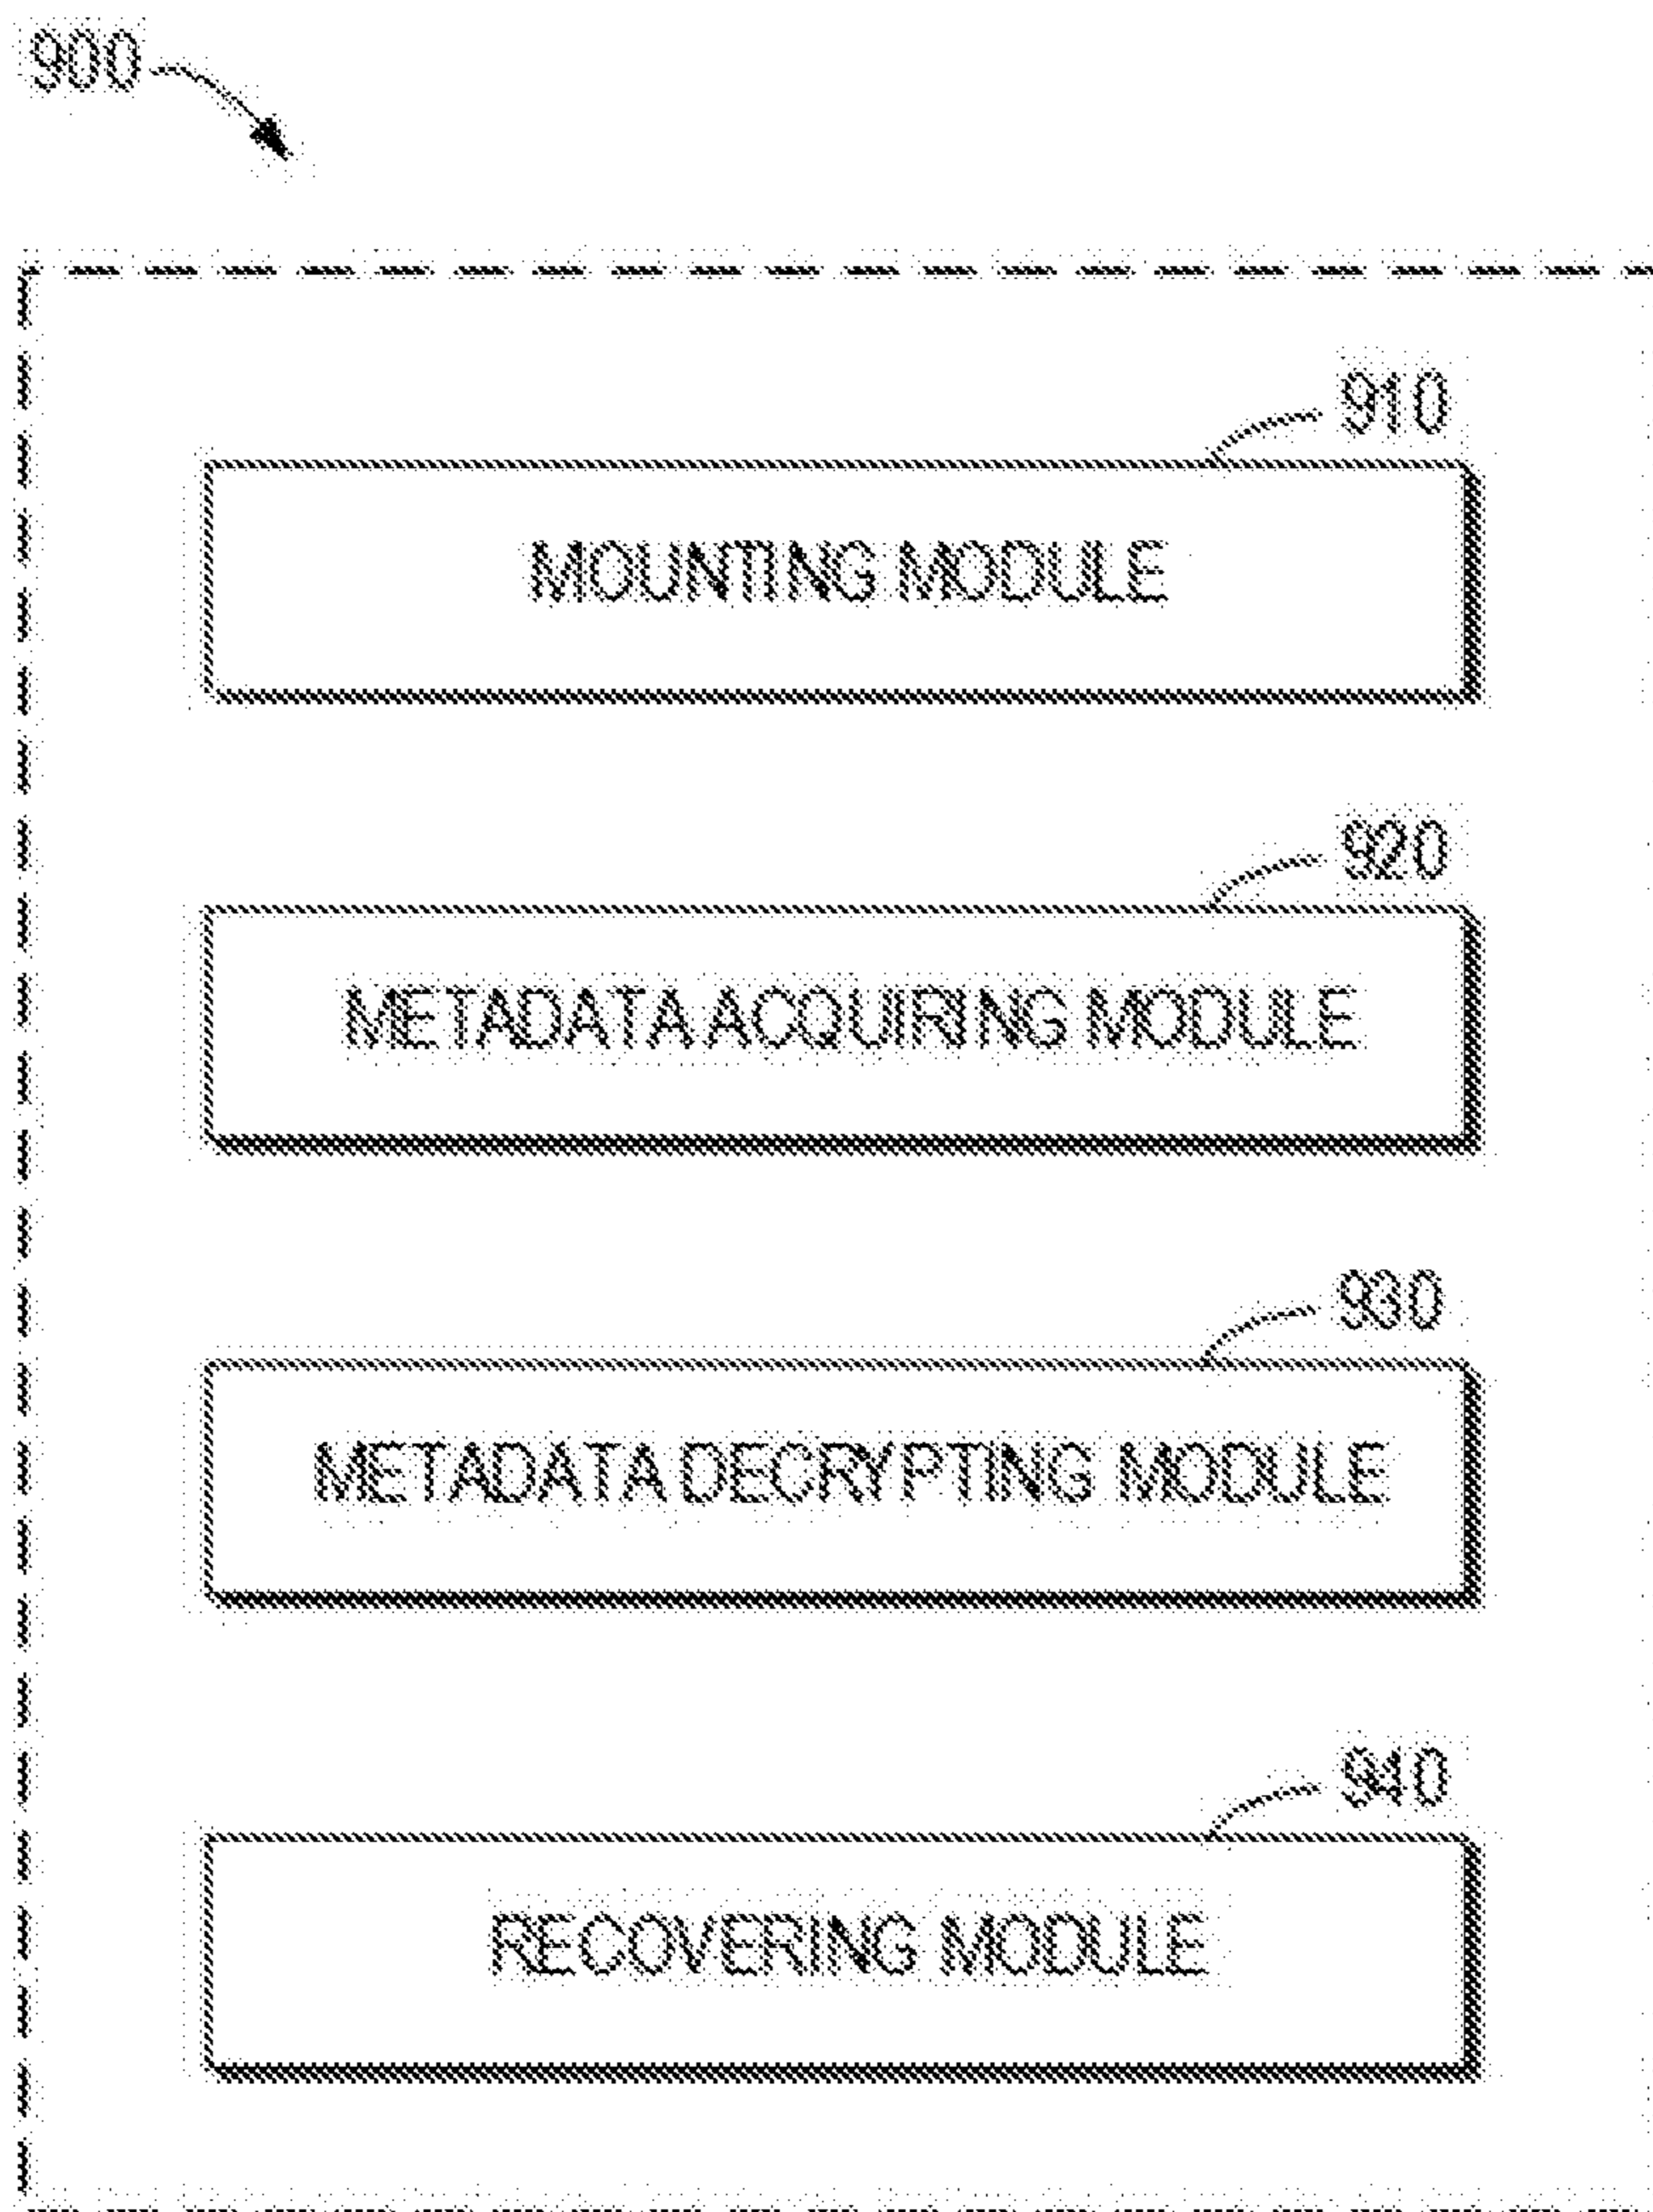 900
910
MOUNTING MODULE
920
METADATA ACQUIRING MODULE
930
METADATA DECRYPTING MODULE
940
RECOVERING MODULE